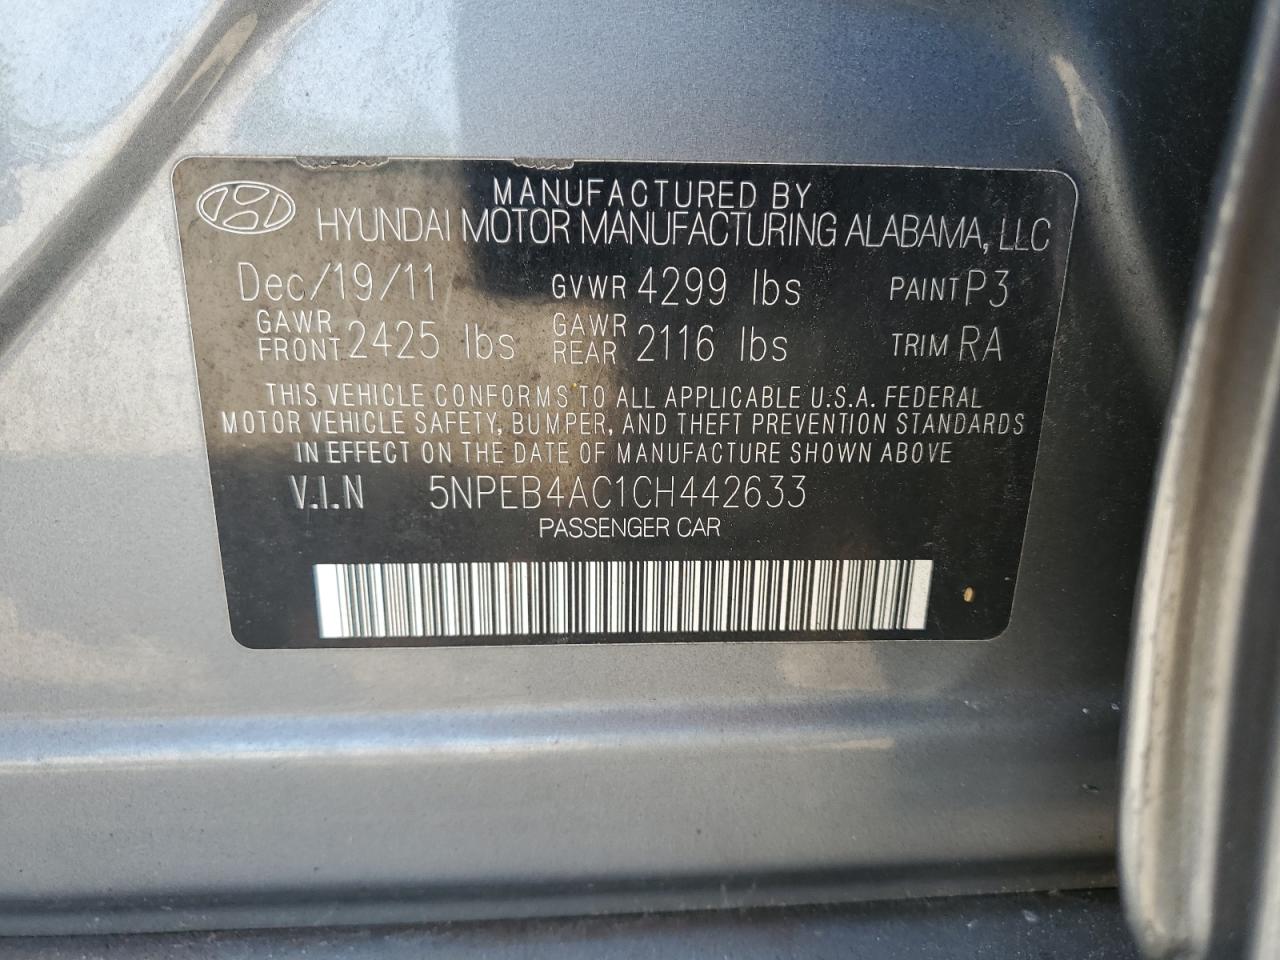 MANUFACTURED BY
HYUNDAI MOTOR MANUFACTURING ALABAMA, LLC
Dec/19/11 GVWR 4299 lbs PAINT P3
GAWR FRONT 2425 lbs GAWR REAR 2116 lbs TRIM RA
THIS VEHICLE CONFORMS TO ALL APPLICABLE U.S.A. FEDERAL
MOTOR VEHICLE SAFETY, BUMPER, AND THEFT PREVENTION STANDARDS
IN EFFECT ON THE DATE OF MANUFACTURE SHOWN ABOVE
V.I.N 5NPEB4AC1CH442633
PASSENGER CAR